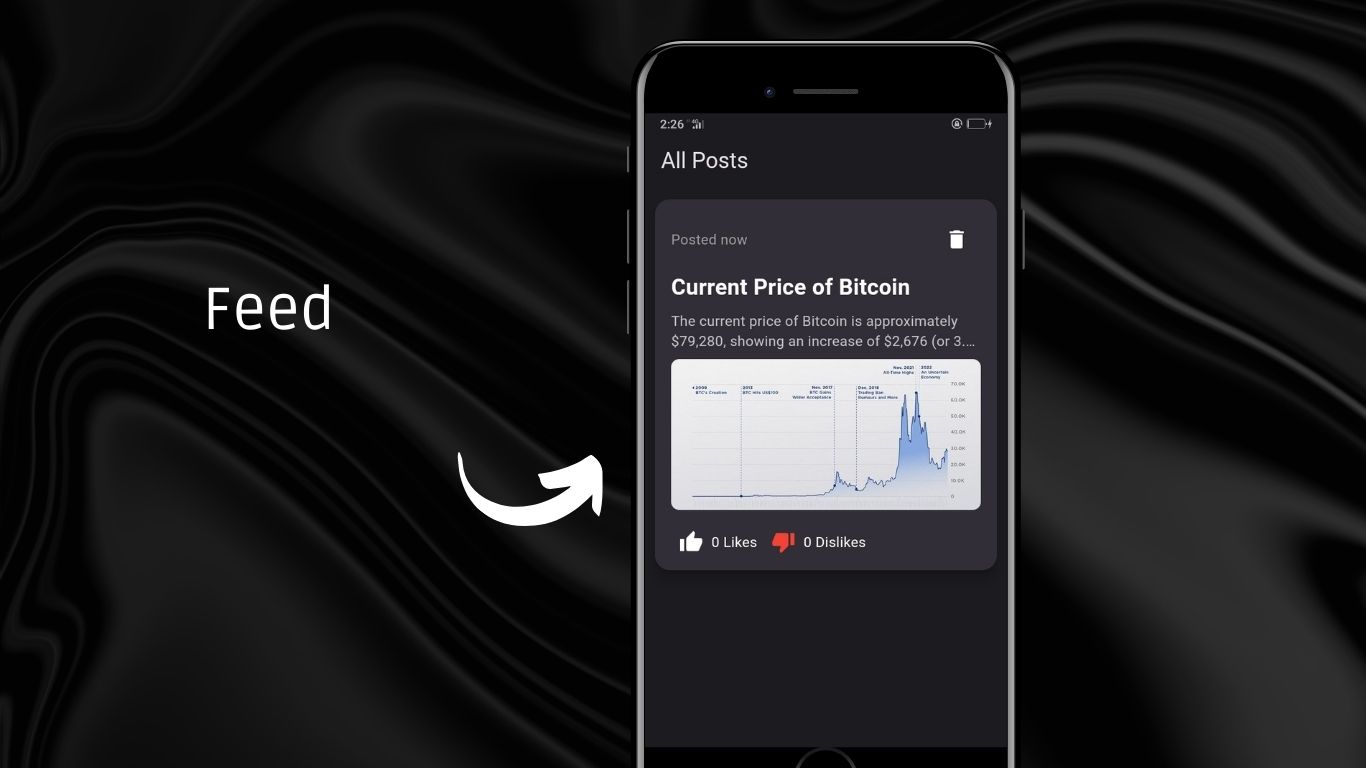 Feed
2:26 4G
All Posts
Posted now
Current Price of Bitcoin
The current price of Bitcoin is approximately
$79,280, showing an increase of $2,676 (or 3....
Nov. 2021
All-Time Highs
2022
An Uncertain
Economy
2009
BTC's Creation
2013
BTC Hits US$100
Nov. 2017
BTC Gains
Wider Acceptance
Dec. 2018
Trading Ban
Rumours and More
70.0K
60.0K
50.0K
40.0K
30.0K
20.0K
10.0K
0
0 Likes
0 Dislikes